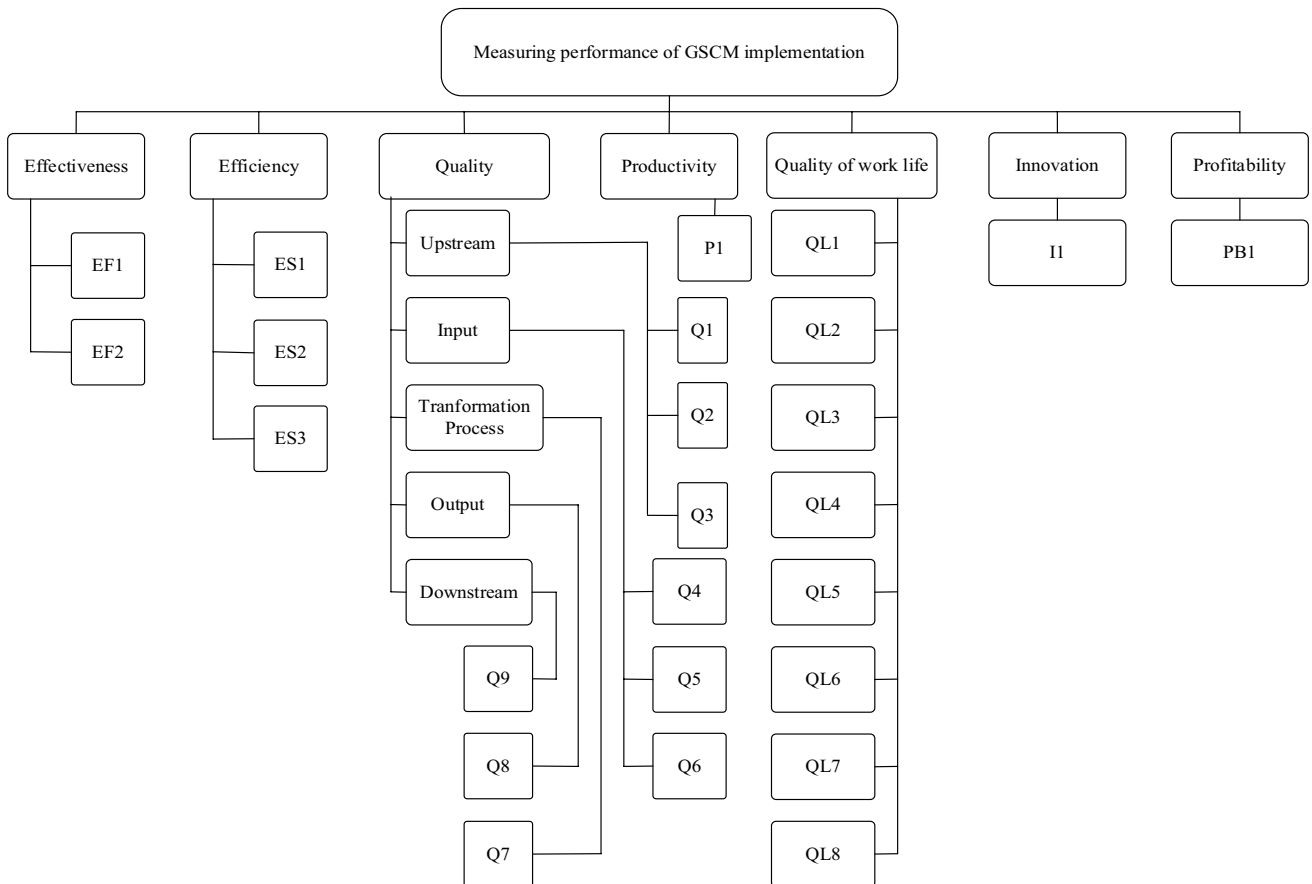 Measuring performance of GSCM implementation
Effectiveness
Efficiency
Quality
Productivity
Quality of work life
Innovation
Profitability
EF1
EF2
ES1
ES2
ES3
Upstream
Input
Tranformation
Process
Output
Downstream
Q9
Q8
Q7
P1
Q1
Q2
Q3
Q4
Q5
Q6
QL1
QL2
QL3
QL4
QL5
QL6
QL7
QL8
I1
PB1